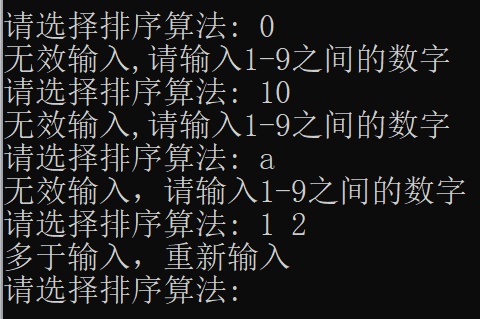 请选择排序算法: 0
无效输入,请输入1-9之间的数字
请选择排序算法: 10
无效输入,请输入1-9之间的数字
请选择排序算法: a
无效输入，请输入1-9之间的数字
请选择排序算法: 1 2
多于输入，重新输入
请选择排序算法: